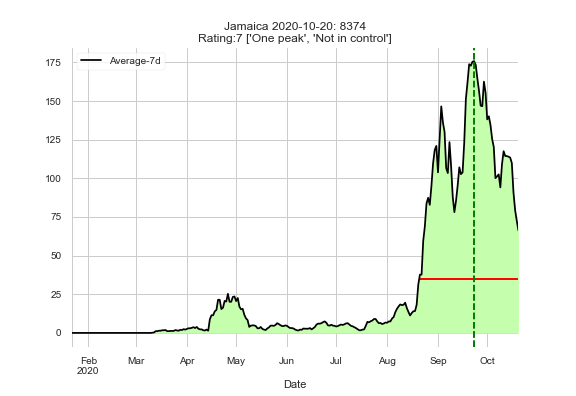 Jamaica 2020-10-20: 8374
Rating:7 ['One peak', 'Not in control']
Average-7d
175
150
125
100
75
50
25
0
Feb Mar Apr May Jun Jul Aug Sep Oct
2020
Date